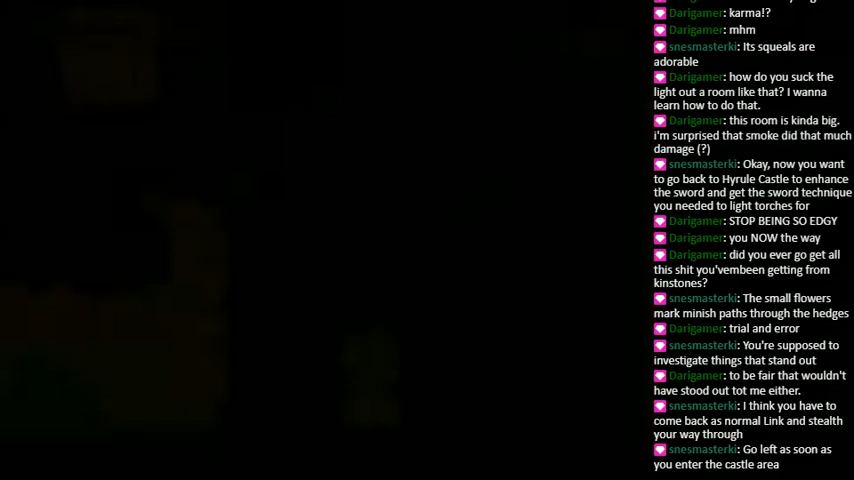 Darigamer: karma!?
Darigamer: mhm
snesmasterki: Its squeals are
adorable
Darigamer: how do you suck the
light out a room like that? I wanna
learn how to do that.
Darigamer: this room is kinda big.
i'm surprised that smoke did that much
damage (?)
snesmasterki: Okay, now you want
to go back to Hyrule Castle to enhance
the sword and get the sword technique
you needed to light torches for
Darigamer: STOP BEING SO EDGY
Darigamer: you NOW the way
Darigamer: did you ever go get all
this shit you'vembeen getting from
kinstones?
snesmasterki: The small flowers
mark minish paths through the hedges
Darigamer: trial and error
snesmasterki: You're supposed to
investigate things that stand out
Darigamer: to be fair that wouldn't
have stood out tot me either.
snesmasterki: I think you have to
come back as normal Link and stealth
your way through
snesmasterki: Go left as soon as
you enter the castle area